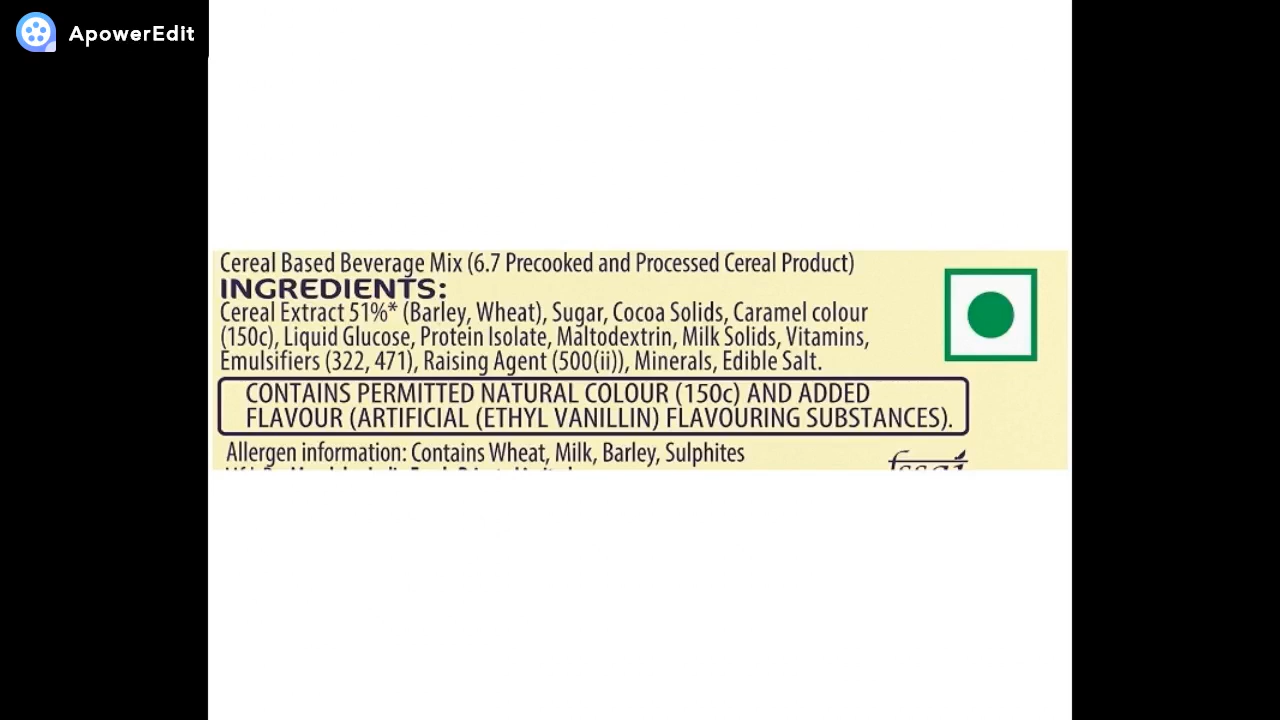 ApowerEdit
Cereal Based Beverage Mix (6.7 Precooked and Processed Cereal Product)
INGREDIENTS:
Cereal Extract 51%* (Barley, Wheat), Sugar, Cocoa Solids, Caramel colour
(150c), Liquid Glucose, Protein Isolate, Maltodextrin, Milk Solids, Vitamins,
Emulsifiers (322, 471), Raising Agent (500(ii)), Minerals, Edible Salt.
CONTAINS PERMITTED NATURAL COLOUR (150c) AND ADDED
FLAVOUR (ARTIFICIAL (ETHYL VANILLIN) FLAVOURING SUBSTANCES).
Allergen information: Contains Wheat, Milk, Barley, Sulphites
fssai